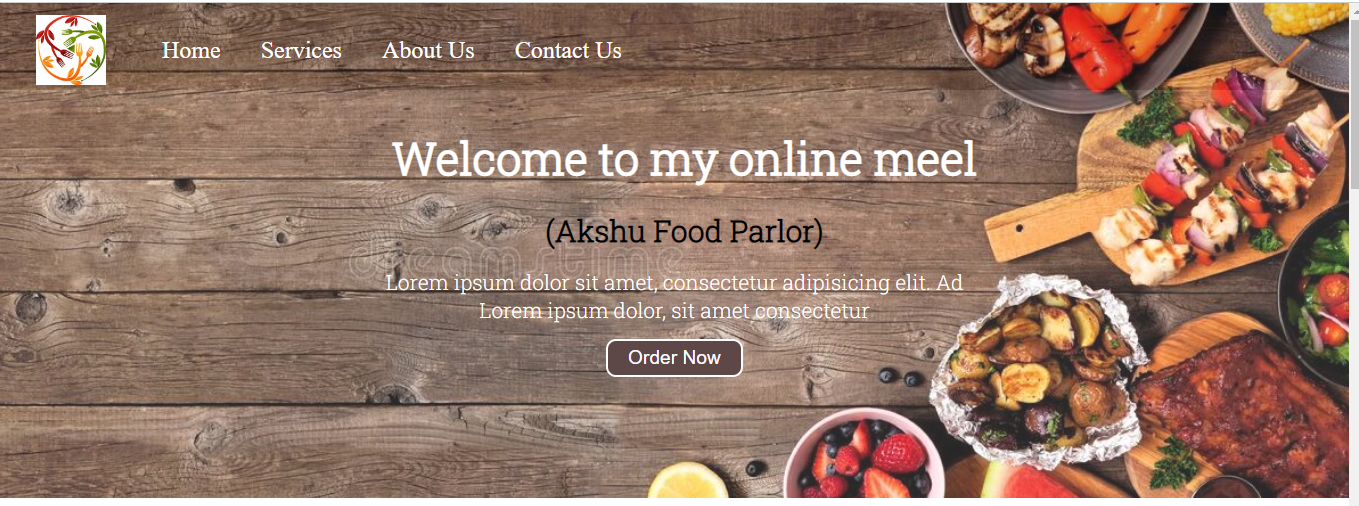 Home Services About Us Contact Us
Welcome to my online meel
(Akshu Food Parlor)
dreamstime
Lorem ipsum dolor sit amet, consectetur adipisicing elit. Ad
Lorem ipsum dolor, sit amet consectetur
Order Now